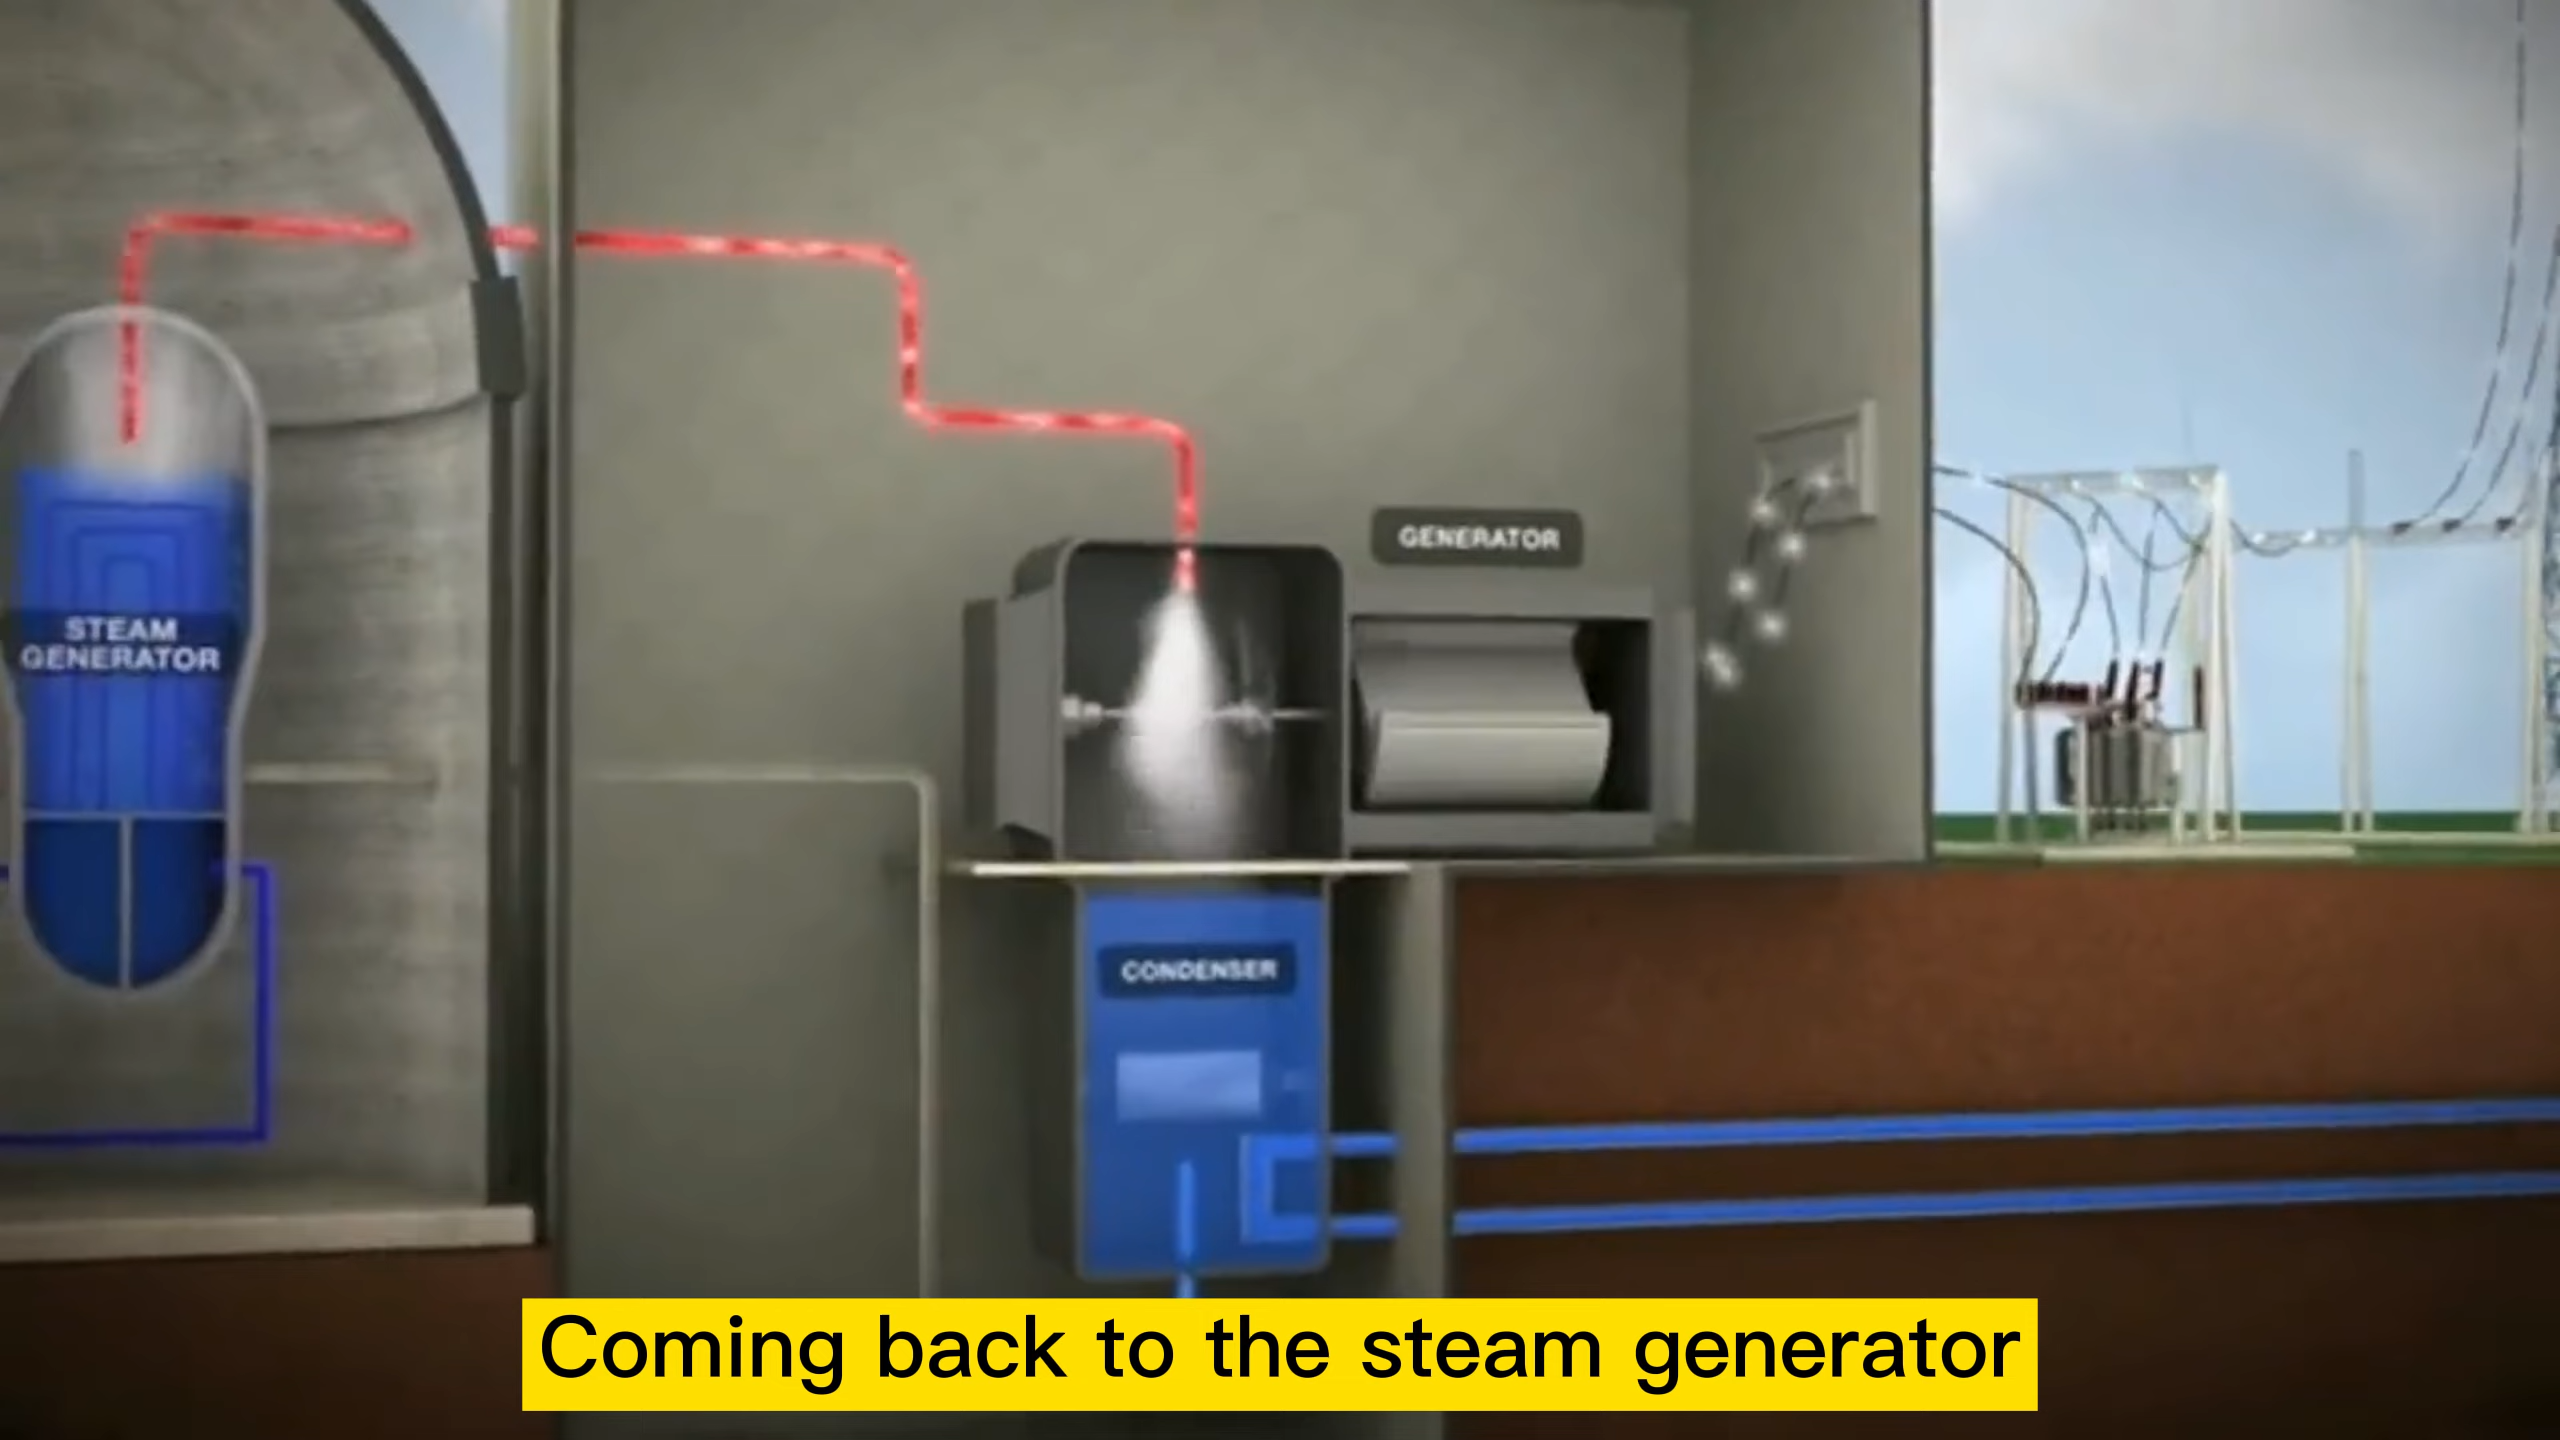 GENERATOR
STEAM
GENERATOR
CONDENSER
Coming back to the steam generator